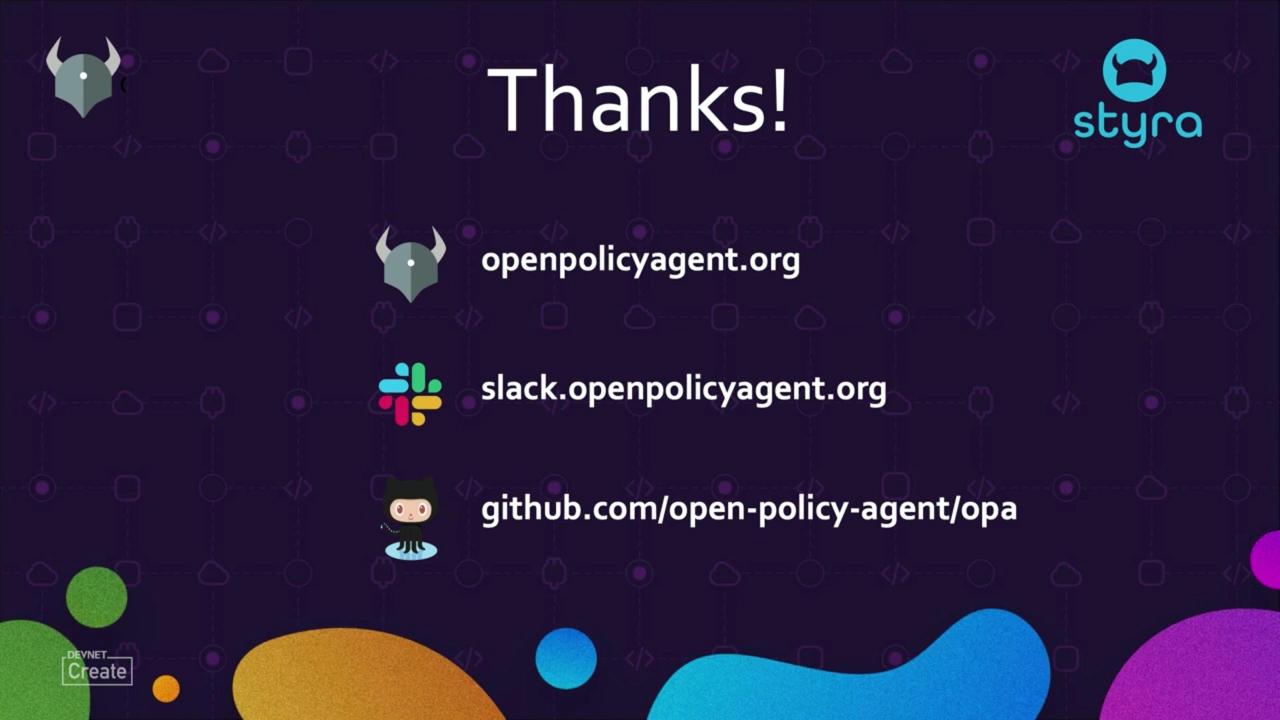 Thanks!
styra
openpolicyagent.org
slack.openpolicyagent.org
github.com/open-policy-agent/opa
DEVNET
Create